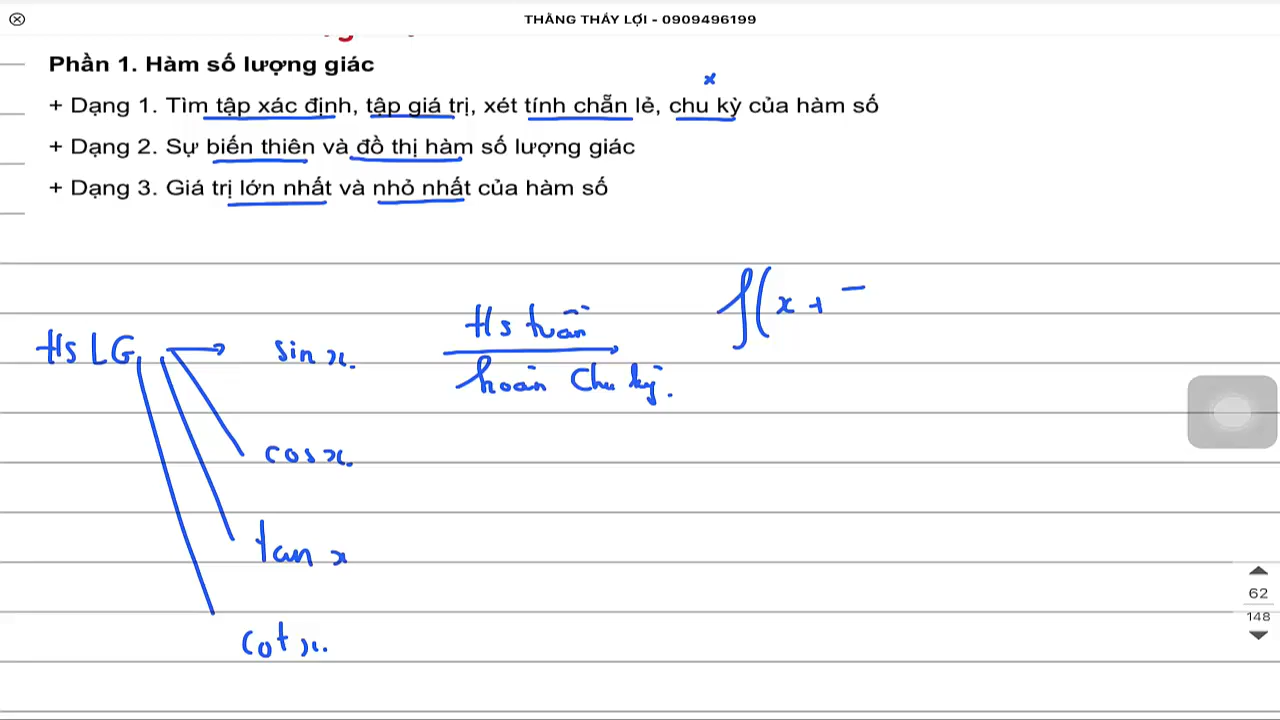 THẰNG THẦY LỢI - 0909496199
Phần 1. Hàm số lượng giác
x
+ Dạng 1. Tìm tập xác định, tập giá trị, xét tính chẵn lẻ, chu kỳ của hàm số
+ Dạng 2. Sự biến thiên và đồ thị hàm số lượng giác
+ Dạng 3. Giá trị lớn nhất và nhỏ nhất của hàm số
f(x +
Hs tuần
Hs LG
sin x.
hoàn Chu kỳ.
cos x.
tan x
cot x.
62
148